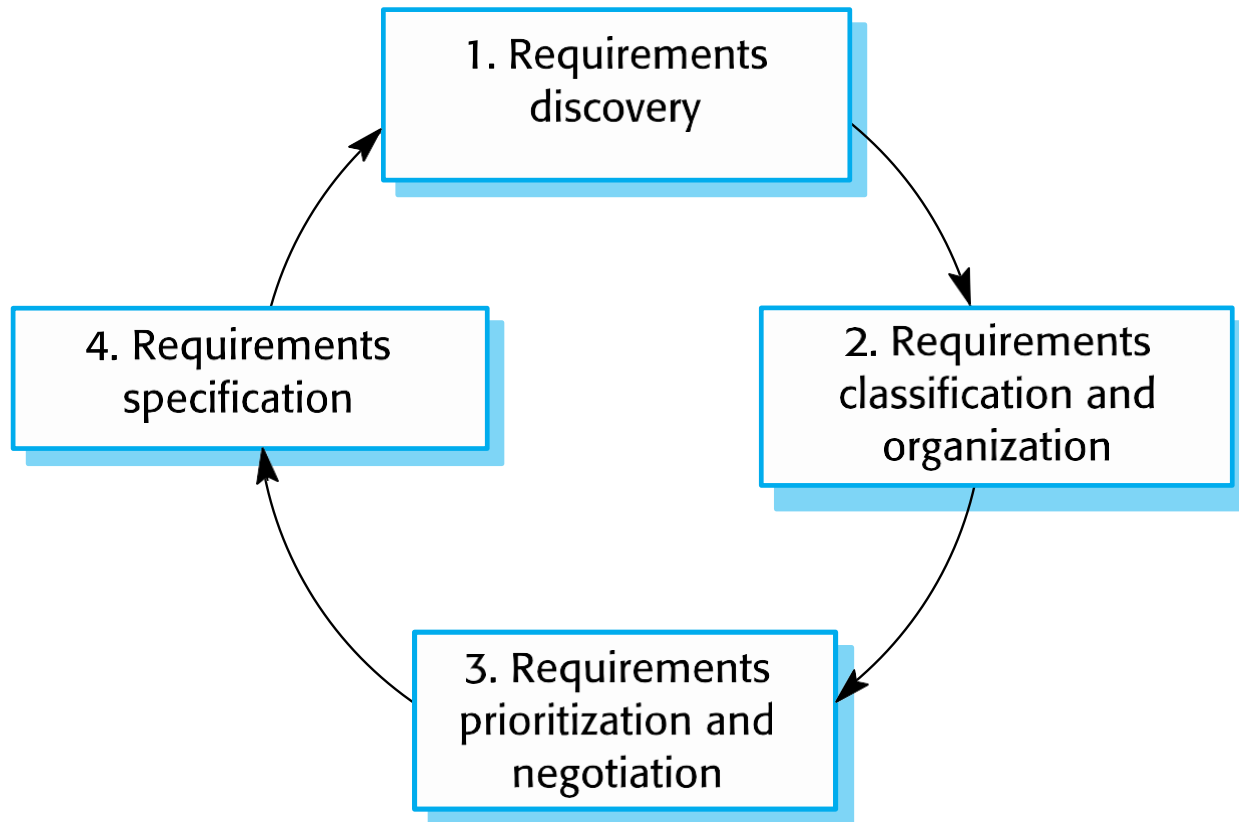 1. Requirements
discovery
2. Requirements
classification and
organization
3. Requirements
prioritization and
negotiation
4. Requirements
specification